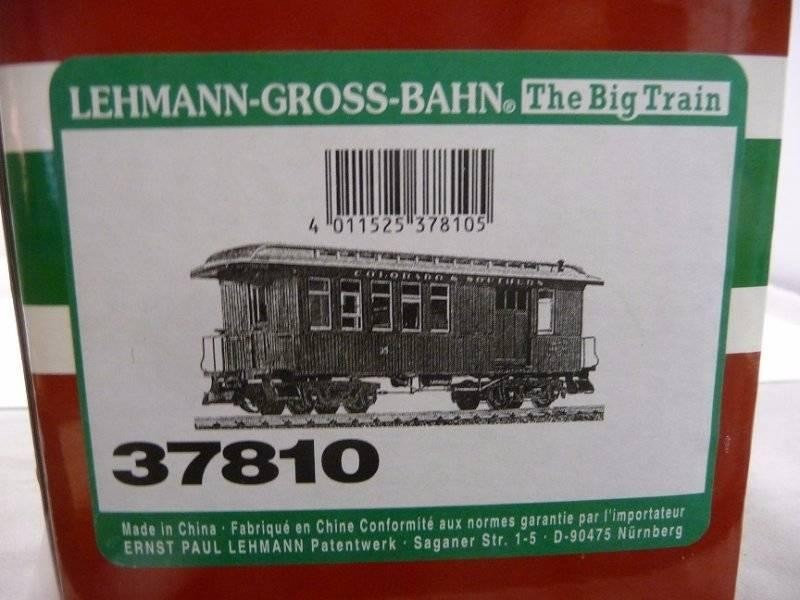 LEHMANN-GROSS-BAHN® The Big Train
4 011525 378105
COLORADO & SOUTHERN
37810
Made in China · Fabriqué en Chine Conformité aux normes garantie par l'importateur
ERNST PAUL LEHMANN Patentwerk · Saganer Str. 1-5 · D-90475 Nürnberg